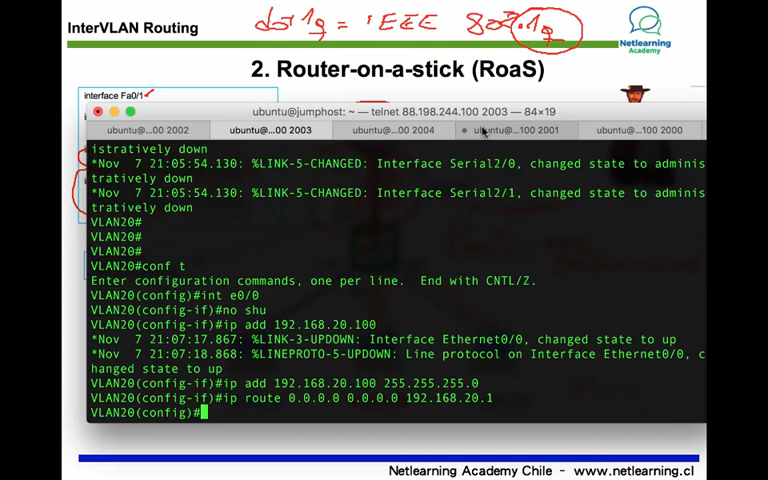 InterVLAN Routing
dot1q = IEEE 802.1q
Netlearning
Academy
2. Router-on-a-stick (RoaS)
interface Fa0/1
ubuntu@jumphost: ~ — telnet 88.198.244.100 2003 — 84×19
ubuntu@...00 2002
ubuntu@...00 2003
ubuntu@...00 2004
ubuntu@...100 2001
ubuntu@...100 2000
istratively down
*Nov  7 21:05:54.130: %LINK-5-CHANGED: Interface Serial2/0, changed state to adminis
tratively down
*Nov  7 21:05:54.130: %LINK-5-CHANGED: Interface Serial2/1, changed state to adminis
tratively down
VLAN20#
VLAN20#
VLAN20#
VLAN20#conf t
Enter configuration commands, one per line.  End with CNTL/Z.
VLAN20(config)#int e0/0
VLAN20(config-if)#no shu
VLAN20(config-if)#ip add 192.168.20.100
*Nov  7 21:07:17.867: %LINK-3-UPDOWN: Interface Ethernet0/0, changed state to up
*Nov  7 21:07:18.868: %LINEPROTO-5-UPDOWN: Line protocol on Interface Ethernet0/0, c
hanged state to up
VLAN20(config-if)#ip add 192.168.20.100 255.255.255.0
VLAN20(config-if)#ip route 0.0.0.0 0.0.0.0 192.168.20.1
VLAN20(config)#
Netlearning Academy Chile - www.netlearning.cl